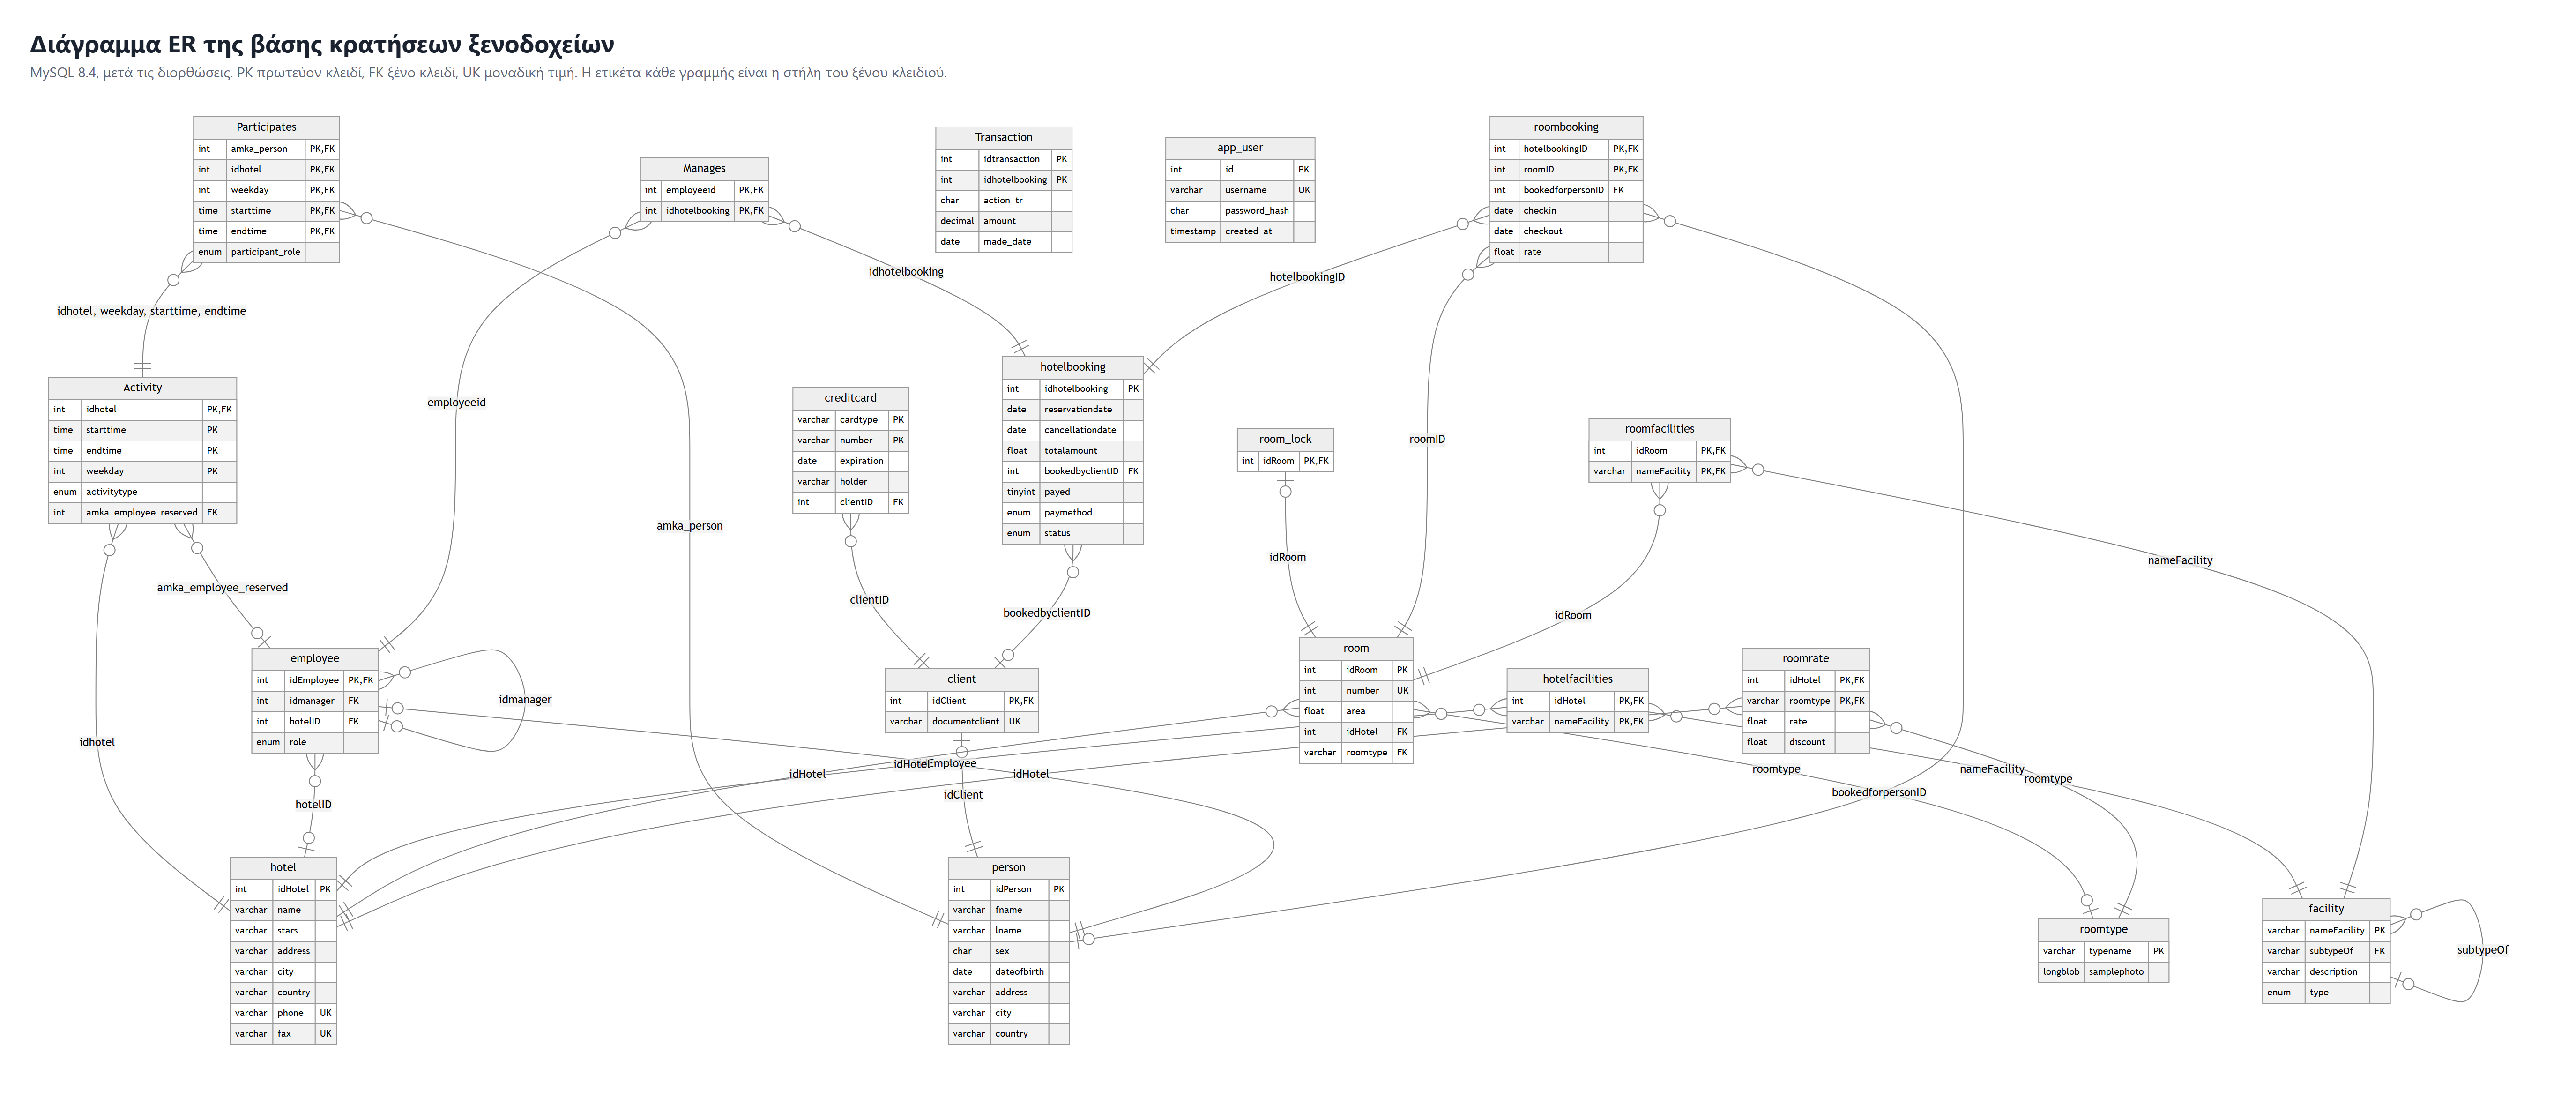 Διάγραμμα ER της βάσης κρατήσεων ξενοδοχείων
MySQL 8.4, μετά τις διορθώσεις. PK πρωτεύον κλειδί, FK ξένο κλειδί, UK μοναδική τιμή. Η ετικέτα κάθε γραμμής είναι η στήλη του ξένου κλειδιού.
Participates
int amka_person PK,FK
int idhotel PK,FK
int weekday PK,FK
time starttime PK,FK
time endtime PK,FK
enum participant_role
Manages
int employeeid PK,FK
int idhotelbooking PK,FK
Transaction
int idtransaction PK
int idhotelbooking PK
char action_tr
decimal amount
date made_date
app_user
int id PK
varchar username UK
char password_hash
timestamp created_at
roombooking
int hotelbookingID PK,FK
int roomID PK,FK
int bookedforpersonID FK
date checkin
date checkout
float rate
idhotelbooking
hotelbookingID
idhotel, weekday, starttime, endtime
Activity
int idhotel PK,FK
time starttime PK
time endtime PK
int weekday PK
enum activitytype
int amka_employee_reserved FK
employeeid
creditcard
varchar cardtype PK
varchar number PK
date expiration
varchar holder
int clientID FK
hotelbooking
int idhotelbooking PK
date reservationdate
date cancellationdate
float totalamount
int bookedbyclientID FK
tinyint payed
enum paymethod
enum status
room_lock
int idRoom PK,FK
roomID
roomfacilities
int idRoom PK,FK
varchar nameFacility PK,FK
amka_person
idRoom
nameFacility
amka_employee_reserved
clientID
bookedbyclientID
idRoom
employee
int idEmployee PK,FK
int idmanager FK
int hotelID FK
enum role
idmanager
client
int idClient PK,FK
varchar documentclient UK
room
int idRoom PK
int number UK
float area
int idHotel FK
varchar roomtype FK
hotelfacilities
int idHotel PK,FK
varchar nameFacility PK,FK
roomrate
int idHotel PK,FK
varchar roomtype PK,FK
float rate
float discount
idhotel
idHotel
idHotel
Employee
idHotel
roomtype
nameFacility
roomtype
hotelID
idClient
bookedforpersonID
hotel
int idHotel PK
varchar name
varchar stars
varchar address
varchar city
varchar country
varchar phone UK
varchar fax UK
person
int idPerson PK
varchar fname
varchar lname
char sex
date dateofbirth
varchar address
varchar city
varchar country
roomtype
varchar typename PK
longblob samplephoto
facility
varchar nameFacility PK
varchar subtypeOf FK
varchar description
enum type
subtypeOf